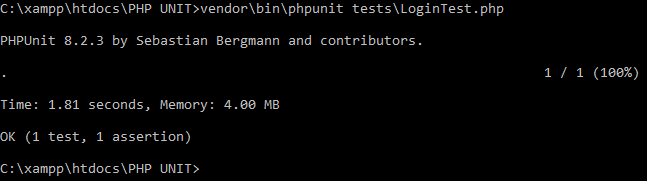 C:\xampp\htdocs\PHP UNIT>vendor\bin\phpunit tests\LoginTest.php
PHPUnit 8.2.3 by Sebastian Bergmann and contributors.
. 1 / 1 (100%)
Time: 1.81 seconds, Memory: 4.00 MB
OK (1 test, 1 assertion)
C:\xampp\htdocs\PHP UNIT>